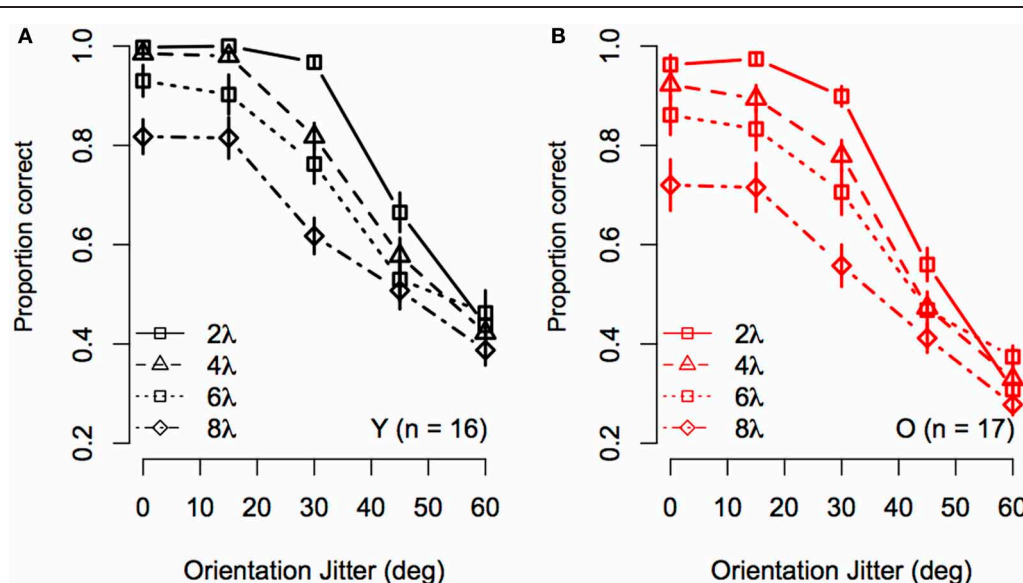 A
Proportion correct
1.0
0.8
0.6
0.4
0.2
2λ
4λ
6λ
8λ
Y (n = 16)
0 10 20 30 40 50 60
Orientation Jitter (deg)
B
Proportion correct
1.0
0.8
0.6
0.4
0.2
2λ
4λ
6λ
8λ
O (n = 17)
0 10 20 30 40 50 60
Orientation Jitter (deg)